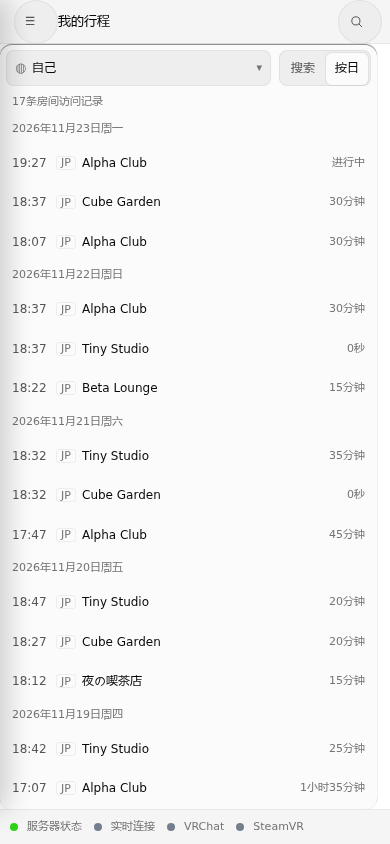 我的行程
自己 搜索 按日
17条房间访问记录
2026年11月23日周一
19:27 JP Alpha Club 进行中
18:37 JP Cube Garden 30分钟
18:07 JP Alpha Club 30分钟
2026年11月22日周日
18:37 JP Alpha Club 30分钟
18:37 JP Tiny Studio 0秒
18:22 JP Beta Lounge 15分钟
2026年11月21日周六
18:32 JP Tiny Studio 35分钟
18:32 JP Cube Garden 0秒
17:47 JP Alpha Club 45分钟
2026年11月20日周五
18:47 JP Tiny Studio 20分钟
18:27 JP Cube Garden 20分钟
18:12 JP 夜の喫茶店 15分钟
2026年11月19日周四
18:42 JP Tiny Studio 25分钟
17:07 JP Alpha Club 1小时35分钟
服务器状态 实时连接 VRChat SteamVR